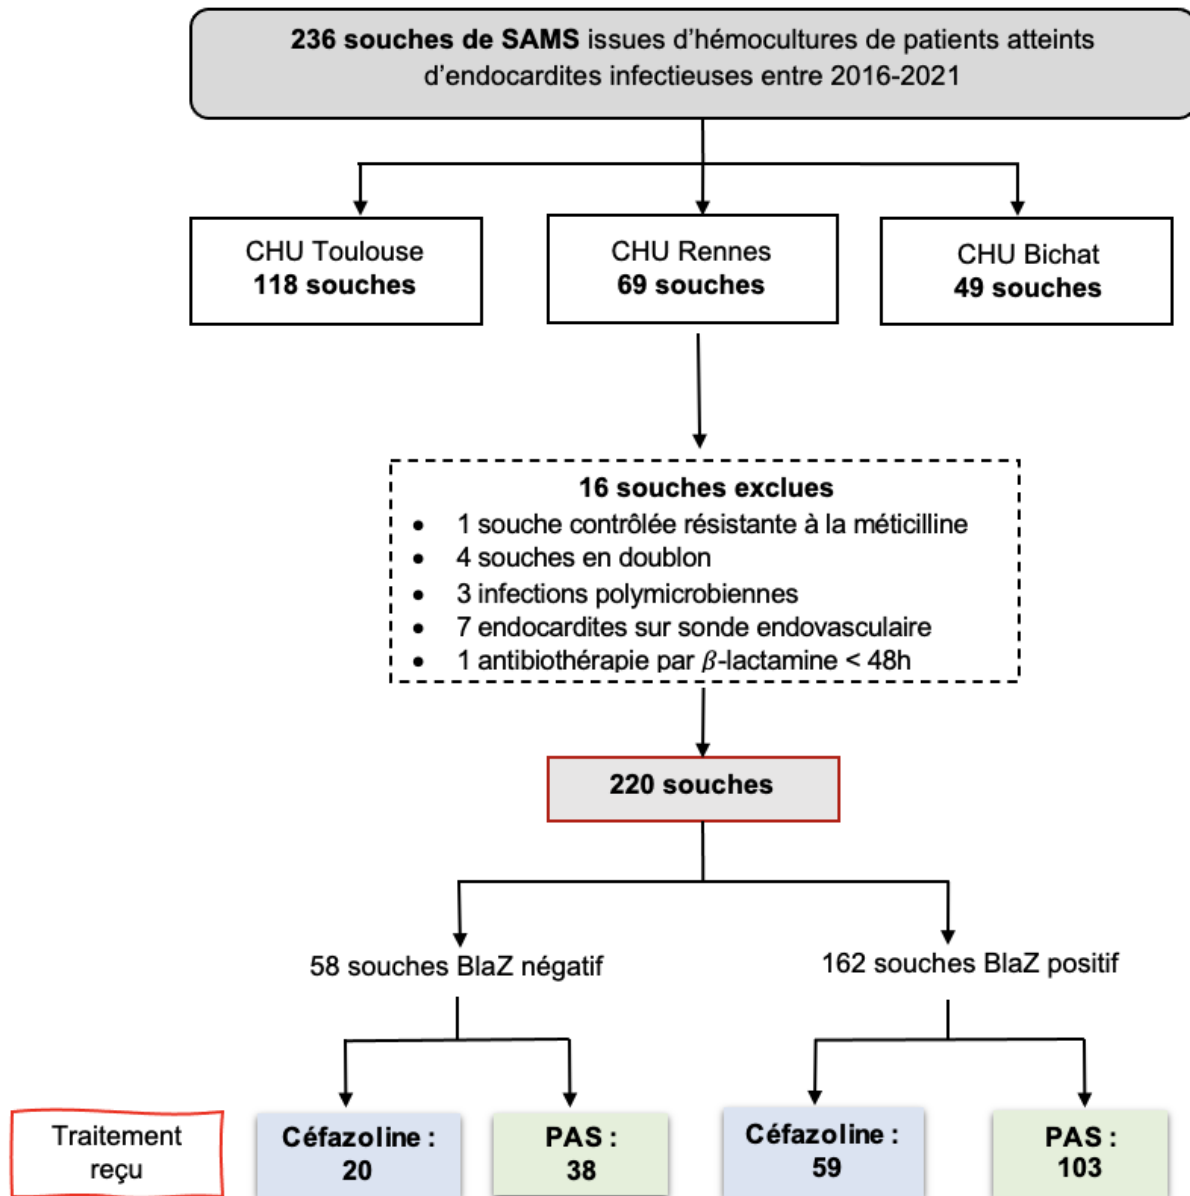 236 souches de SAMS issues d’hémocultures de patients atteints
d’endocardites infectieuses entre 2016-2021
CHU Toulouse
118 souches
CHU Rennes
69 souches
CHU Bichat
49 souches
16 souches exclues
• 1 souche contrôlée résistante à la méticilline
• 4 souches en doublon
• 3 infections polymicrobiennes
• 7 endocardites sur sonde endovasculaire
• 1 antibiothérapie par β-lactamine < 48h
220 souches
58 souches BlaZ négatif
162 souches BlaZ positif
Traitement
reçu
Céfazoline :
20
PAS :
38
Céfazoline :
59
PAS :
103